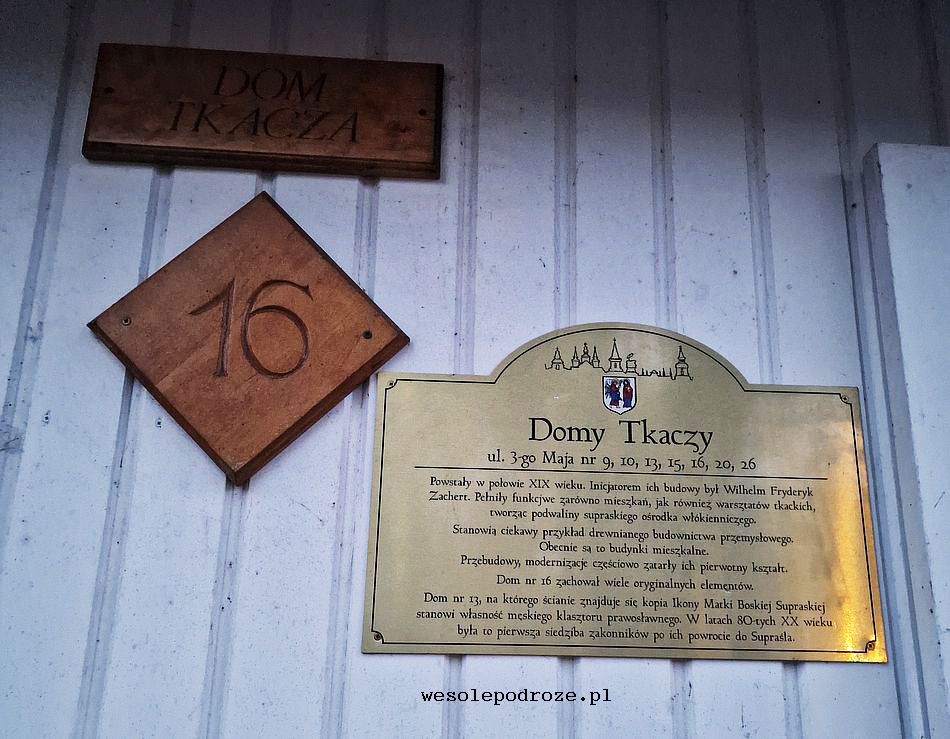 DOM
TKACZA
16
Domy Tkaczy
ul. 3-go Maja nr 9, 10, 13, 15, 16, 20, 26
Powstały w połowie XIX wieku. Inicjatorem ich budowy był Wilhelm Fryderyk
Zachert. Pełniły funkcjwe zarówno mieszkań, jak również warsztatów tkackich,
tworząc podwaliny supraskiego ośrodka włókienniczego.
Stanowią ciekawy przykład drewnianego budownictwa przemysłowego.
Obecnie są to budynki mieszkalne.
Przebudowy, modernizacje częściowo zatarły ich pierwotny kształt.
Dom nr 16 zachował wiele oryginalnych elementów.
Dom nr 13, na którego ścianie znajduje się kopia Ikony Matki Boskiej Supraskiej
stanowi własność męskiego klasztoru prawosławnego. W latach 80-tych XX wieku
była to pierwsza siedziba zakonników po ich powrocie do Supraśla.
wesolepodroze.pl